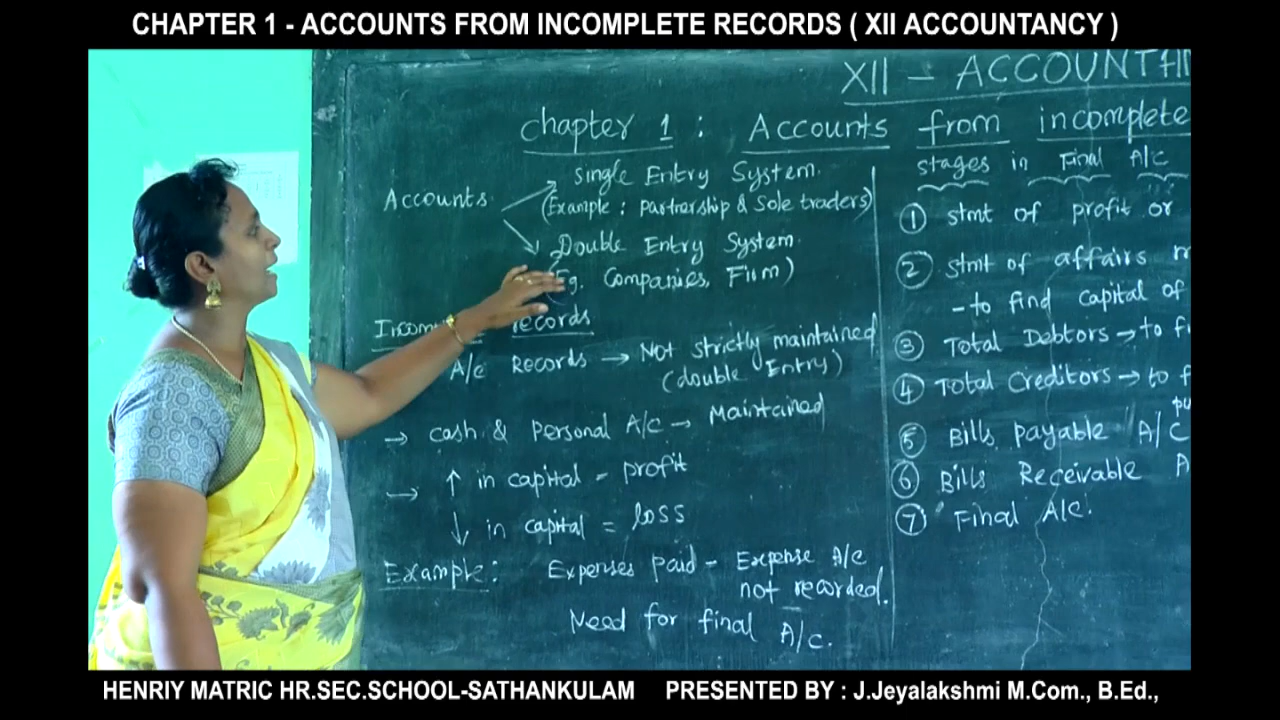 CHAPTER 1 - ACCOUNTS FROM INCOMPLETE RECORDS ( XII ACCOUNTANCY )
XII - ACCOUNTAN
Chapter 1 : Accounts from incomplete
Accounts
Single Entry System.
(Example : Partnership & Sole traders)
Double Entry System.
Eg. Companies, Firm)
Incom records
A/c Records → Not strictly maintained
(double Entry)
→ cash & Personal A/c → Maintained
→ ↑ in capital = profit
↓ in capital = loss
Example : Expenses paid - Expense A/c
not recorded.
Need for final A/c.
stages in Final A/c
① stmt of profit or
② stmt of affairs
- to find capital of
③ Total Debtors → to
④ Total Creditors → to
⑤ Bills payable A/c
⑥ Bills Receivable A
⑦ Final A/c.
HENRIY MATRIC HR.SEC.SCHOOL-SATHANKULAM PRESENTED BY : J.Jeyalakshmi M.Com., B.Ed.,